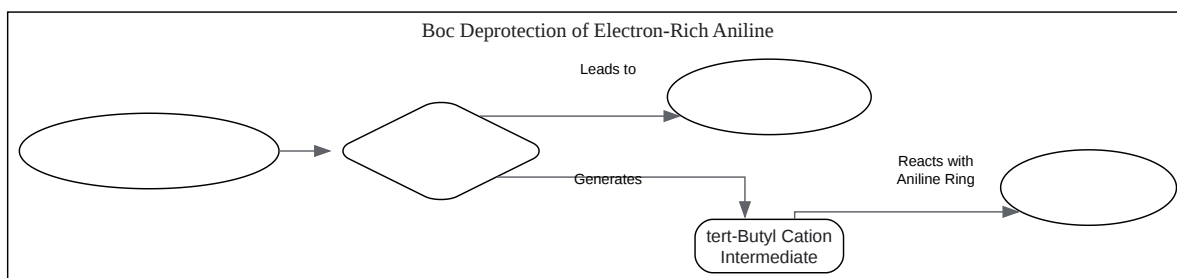 Boc Deprotection of Electron-Rich Aniline
Leads to
Generates
Reacts with
Aniline Ring
tert-Butyl Cation
Intermediate